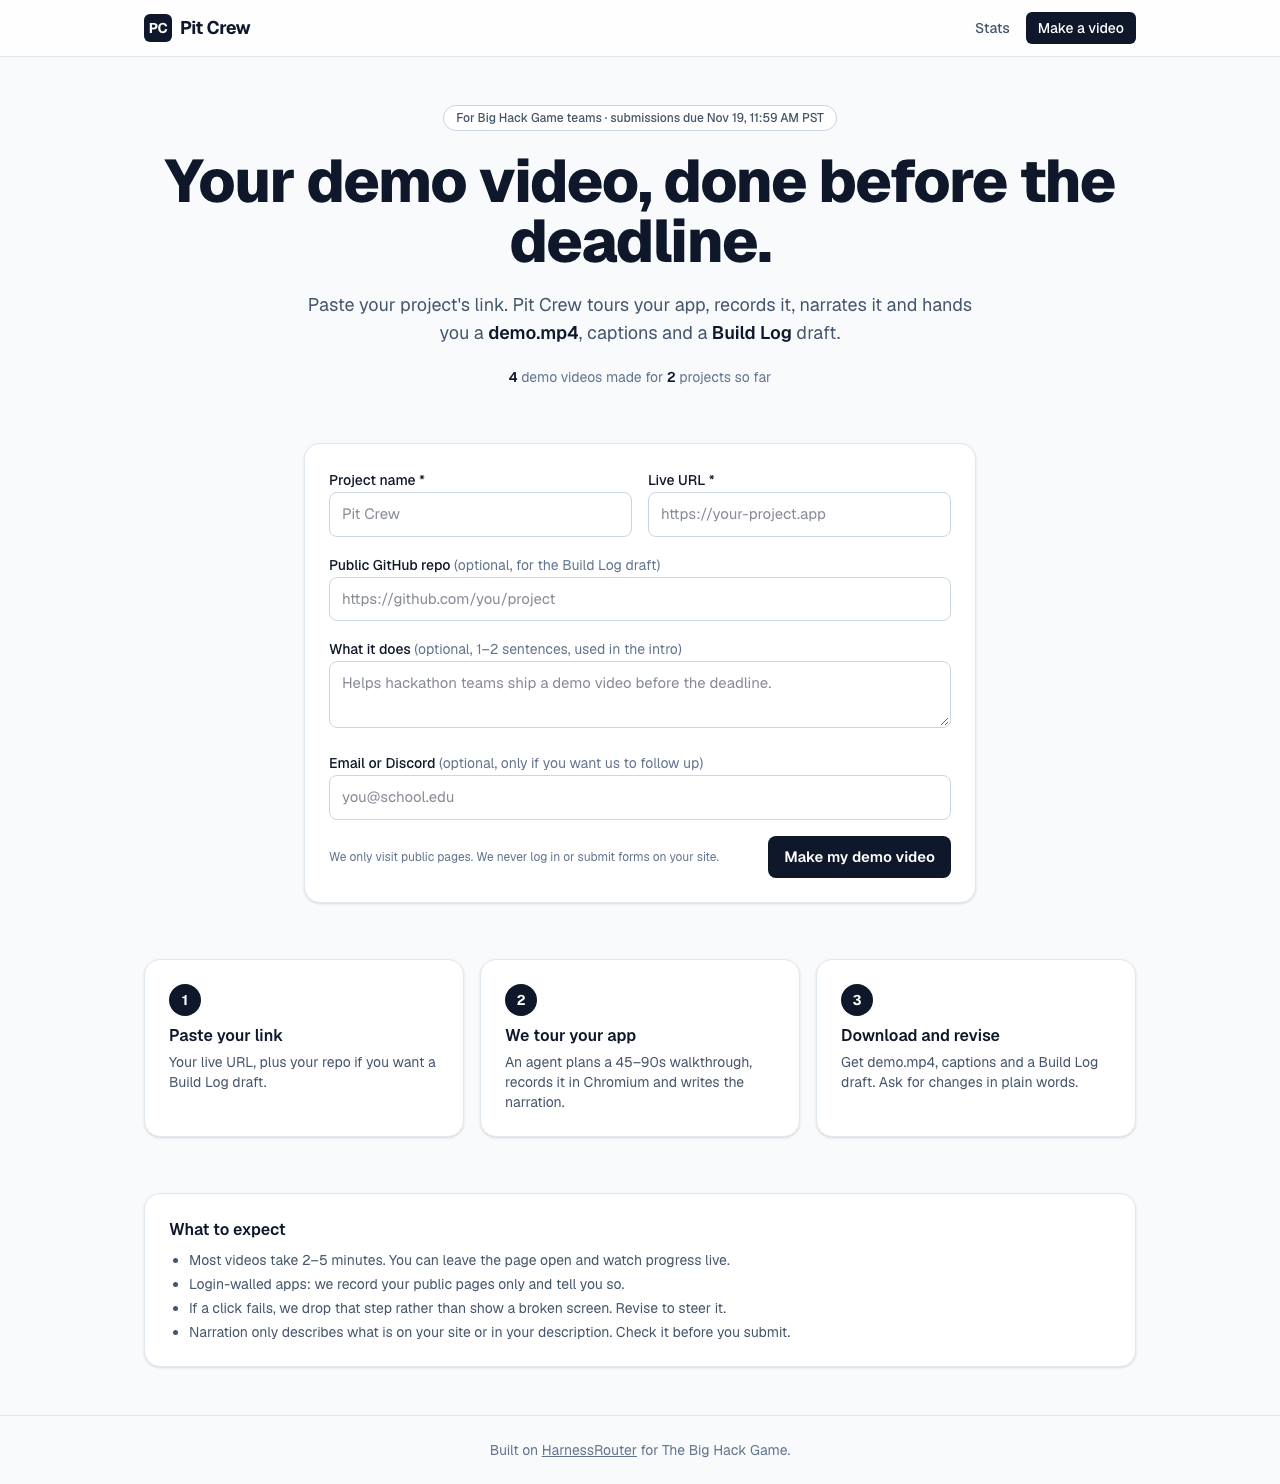 PC Pit Crew
Stats
Make a video
For Big Hack Game teams · submissions due Nov 19, 11:59 AM PST
Your demo video, done before the
deadline.
Paste your project's link. Pit Crew tours your app, records it, narrates it and hands
you a demo.mp4, captions and a Build Log draft.
4 demo videos made for 2 projects so far
Project name *
Pit Crew
Live URL *
https://your-project.app
Public GitHub repo (optional, for the Build Log draft)
https://github.com/you/project
What it does (optional, 1–2 sentences, used in the intro)
Helps hackathon teams ship a demo video before the deadline.
Email or Discord (optional, only if you want us to follow up)
you@school.edu
We only visit public pages. We never log in or submit forms on your site.
Make my demo video
1
Paste your link
Your live URL, plus your repo if you want a
Build Log draft.
2
We tour your app
An agent plans a 45–90s walkthrough,
records it in Chromium and writes the
narration.
3
Download and revise
Get demo.mp4, captions and a Build Log
draft. Ask for changes in plain words.
What to expect
• Most videos take 2–5 minutes. You can leave the page open and watch progress live.
• Login-walled apps: we record your public pages only and tell you so.
• If a click fails, we drop that step rather than show a broken screen. Revise to steer it.
• Narration only describes what is on your site or in your description. Check it before you submit.
Built on HarnessRouter for The Big Hack Game.